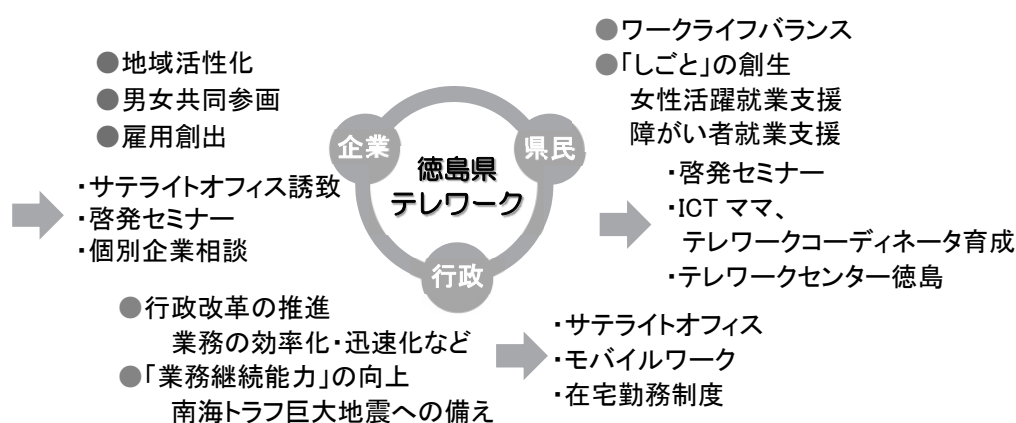 ●地域活性化
●男女共同参画
●雇用創出
・サテライトオフィス誘致
・啓発セミナー
・個別企業相談
企業
県民
徳島県
テレワーク
行政
●ワークライフバランス
●「しごと」の創生
女性活躍就業支援
障がい者就業支援
・啓発セミナー
・ICT ママ、
テレワークコーディネータ育成
・テレワークセンター徳島
●行政改革の推進
業務の効率化・迅速化など
●「業務継続能力」の向上
南海トラフ巨大地震への備え
・サテライトオフィス
・モバイルワーク
・在宅勤務制度